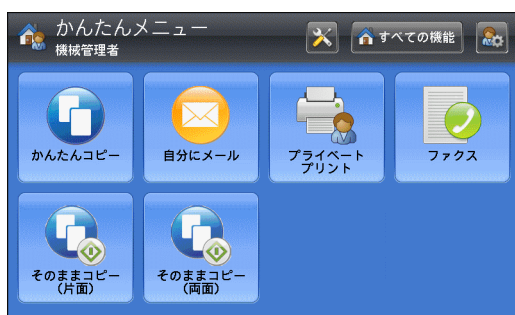 かんたんメニュー
機械管理者
すべての機能
かんたんコピー
自分にメール
プライベート
プリント
ファクス
そのままコピー
(片面)
そのままコピー
(両面)